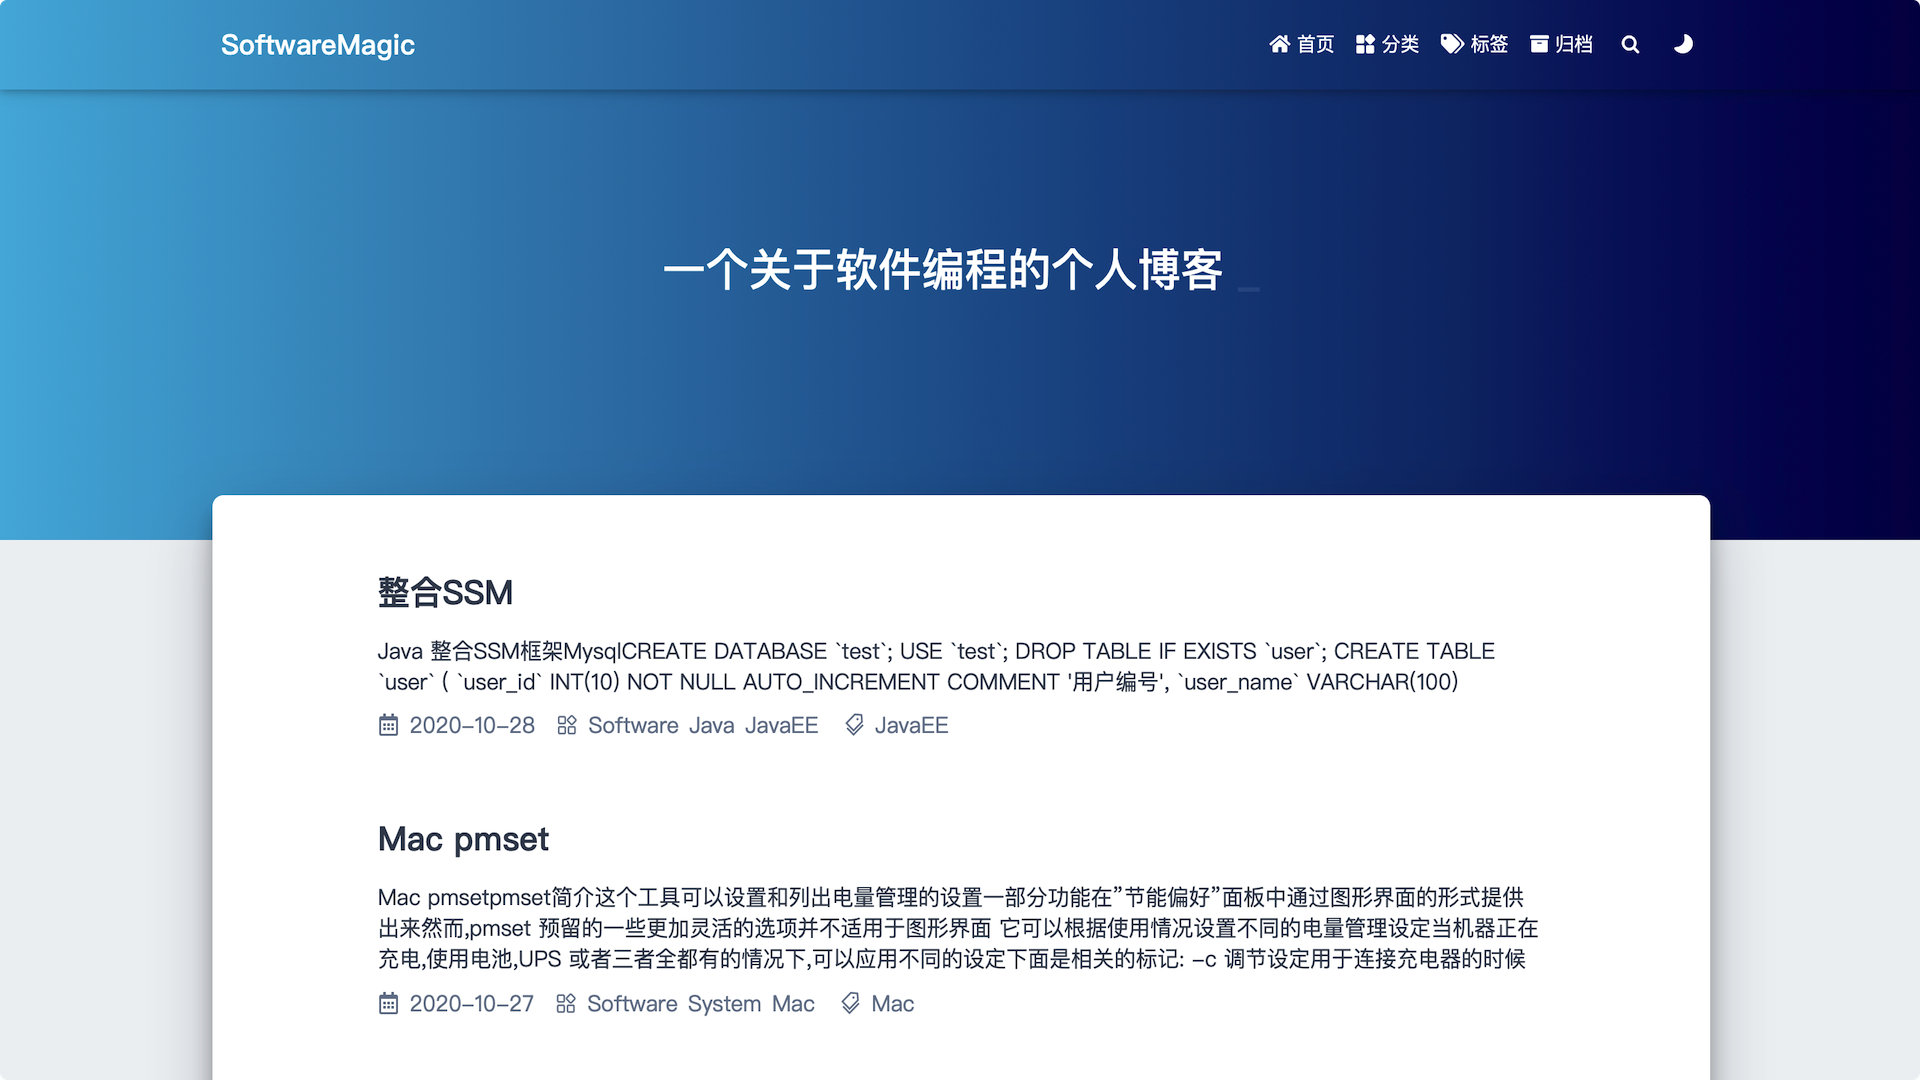 SoftwareMagic
首页 分类 标签 归档
一个关于软件编程的个人博客 _
整合SSM
Java 整合SSM框架MysqlCREATE DATABASE `test`; USE `test`; DROP TABLE IF EXISTS `user`; CREATE TABLE
`user` ( `user_id` INT(10) NOT NULL AUTO_INCREMENT COMMENT '用户编号', `user_name` VARCHAR(100)
2020-10-28 Software Java JavaEE JavaEE
Mac pmset
Mac pmsetpmset简介这个工具可以设置和列出电量管理的设置一部分功能在”节能偏好”面板中通过图形界面的形式提供
出来然而,pmset 预留的一些更加灵活的选项并不适用于图形界面 它可以根据使用情况设置不同的电量管理设定当机器正在
充电,使用电池,UPS 或者三者全都有的情况下,可以应用不同的设定下面是相关的标记: -c 调节设定用于连接充电器的时候
2020-10-27 Software System Mac Mac